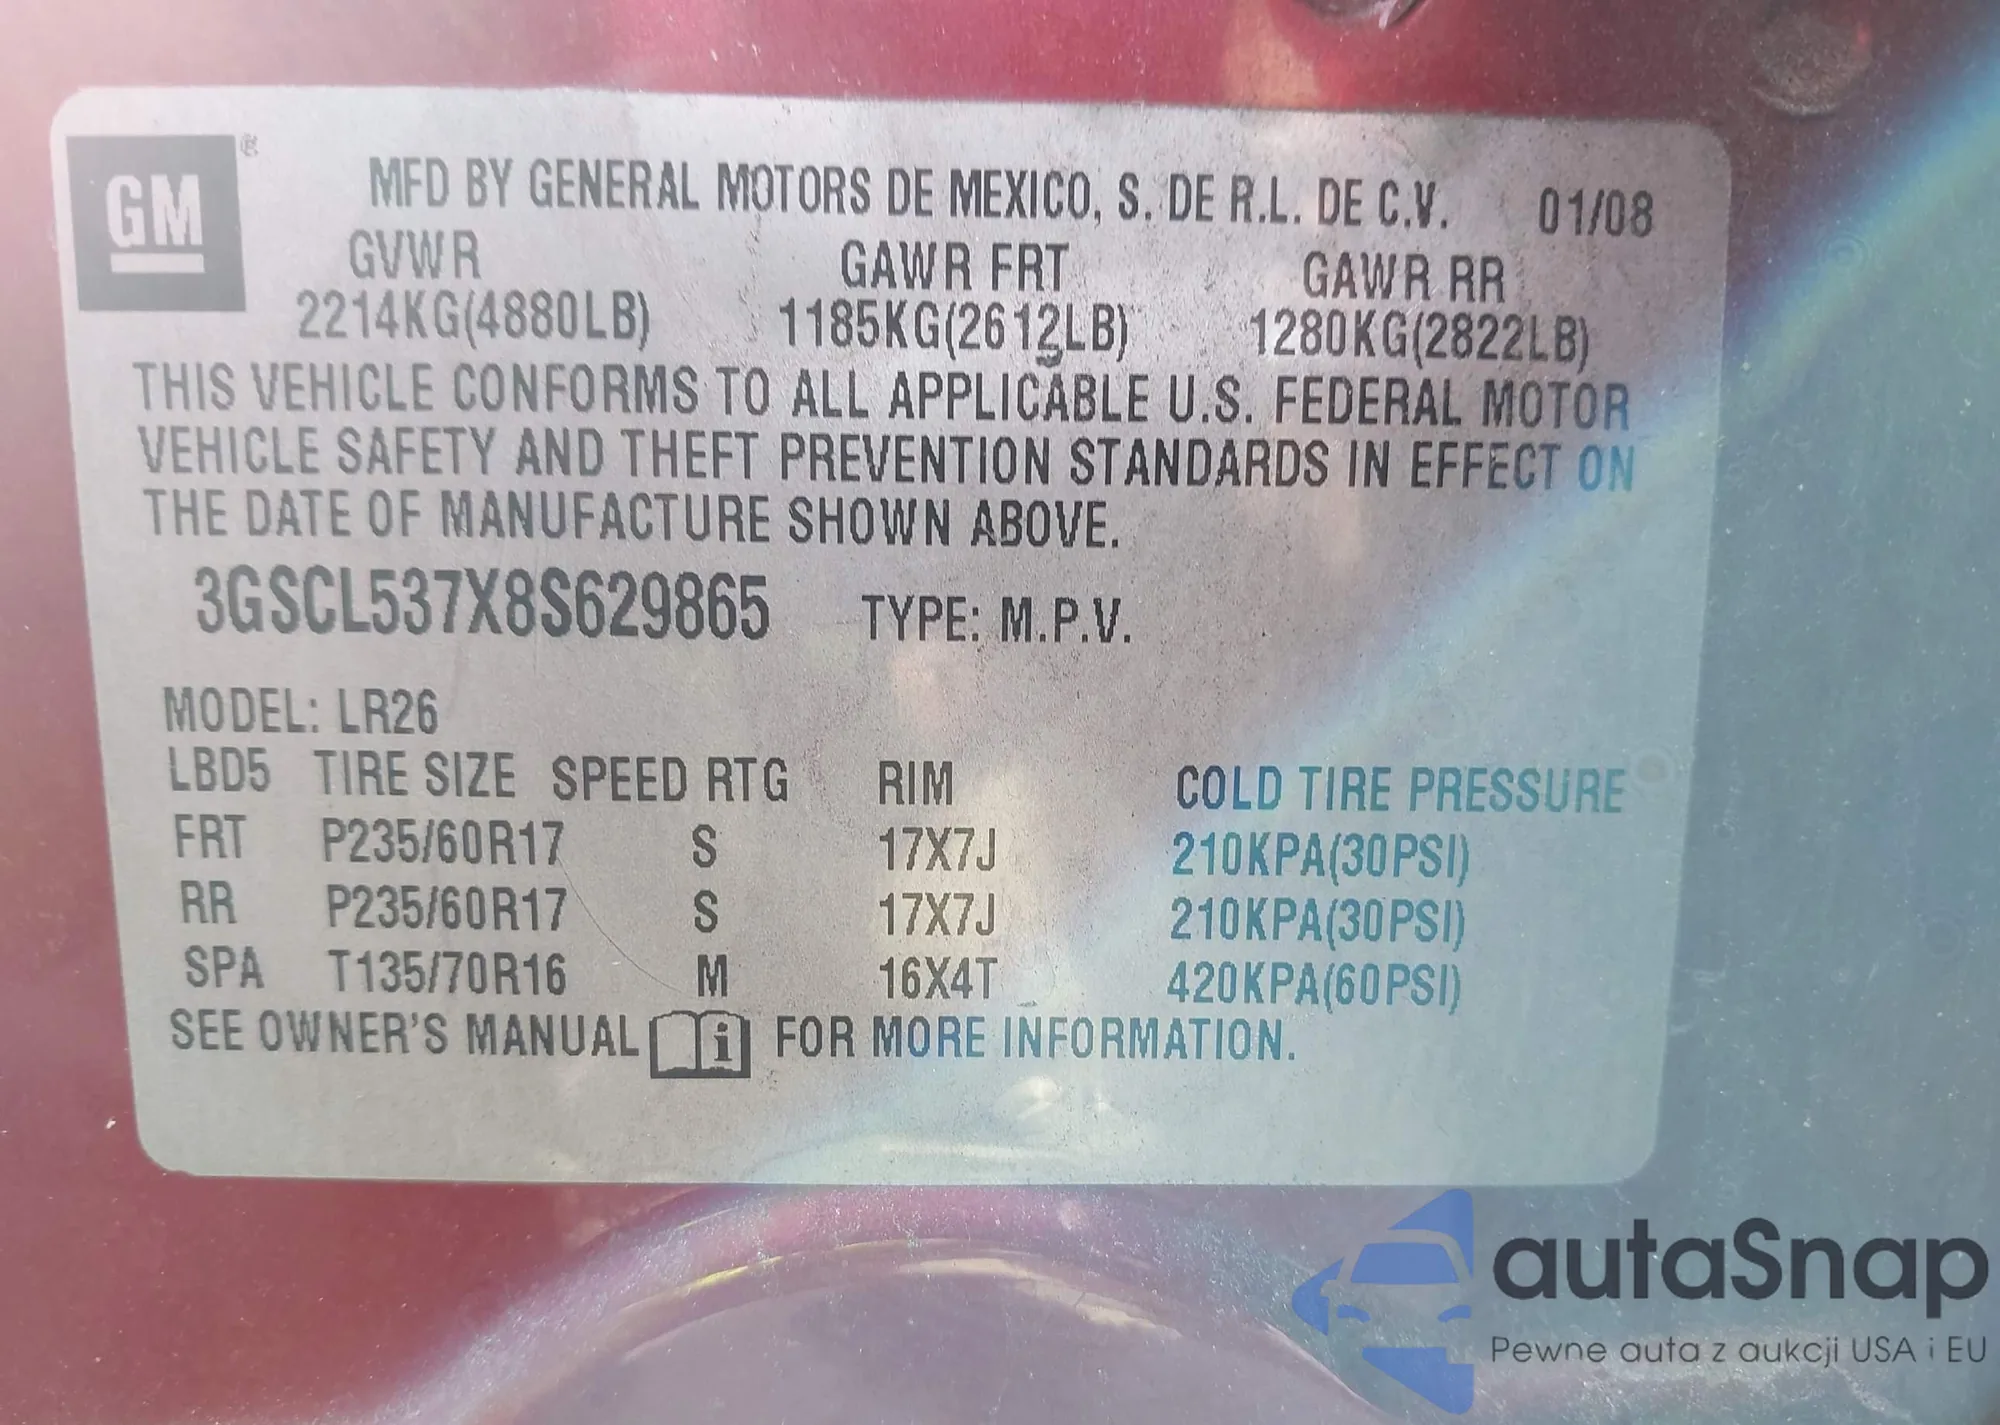 GM ®
MFD BY GENERAL MOTORS DE MEXICO, S. DE R.L. DE C.V. 01/08
GVWR GAWR FRT GAWR RR
2214KG(4880LB) 1185KG(2612LB) 1280KG(2822LB)
THIS VEHICLE CONFORMS TO ALL APPLICABLE U.S. FEDERAL MOTOR
VEHICLE SAFETY AND THEFT PREVENTION STANDARDS IN EFFECT ON
THE DATE OF MANUFACTURE SHOWN ABOVE.
3GSCL537X8S629865 TYPE: M.P.V.
MODEL: LR26
LBD5 TIRE SIZE SPEED RTG RIM COLD TIRE PRESSURE
FRT P235/60R17 S 17X7J 210KPA(30PSI)
RR P235/60R17 S 17X7J 210KPA(30PSI)
SPA T135/70R16 M 16X4T 420KPA(60PSI)
SEE OWNER'S MANUAL i FOR MORE INFORMATION.
autaSnap
Pewne auta z aukcji USA i EU